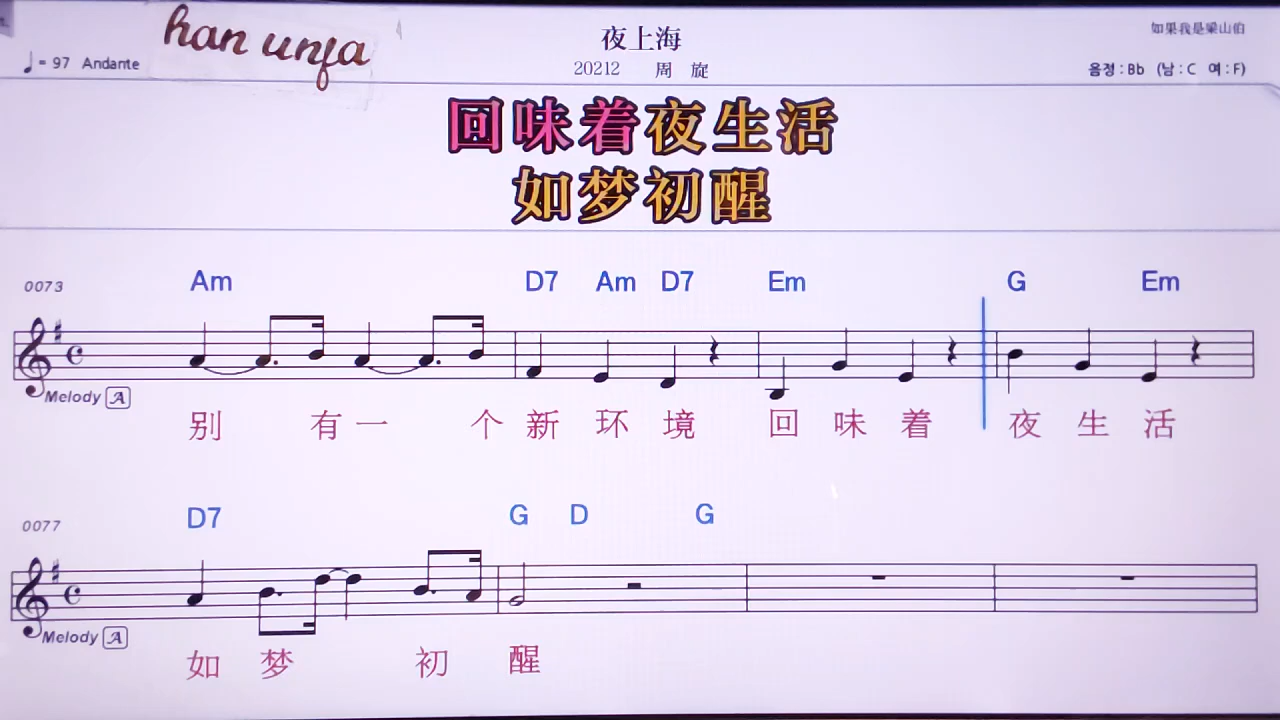 han unfa
夜上海
如果我是梁山伯
♩= 97 Andante
20212 周 旋
음정 : Bb (남 : C 여 : F)
回味着夜生活
如梦初醒
0073
Am D7 Am D7 Em G Em
Melody A
别 有 一 个 新 环 境 回 味 着 夜 生 活
0077
D7 G D G
Melody A
如 梦 初 醒